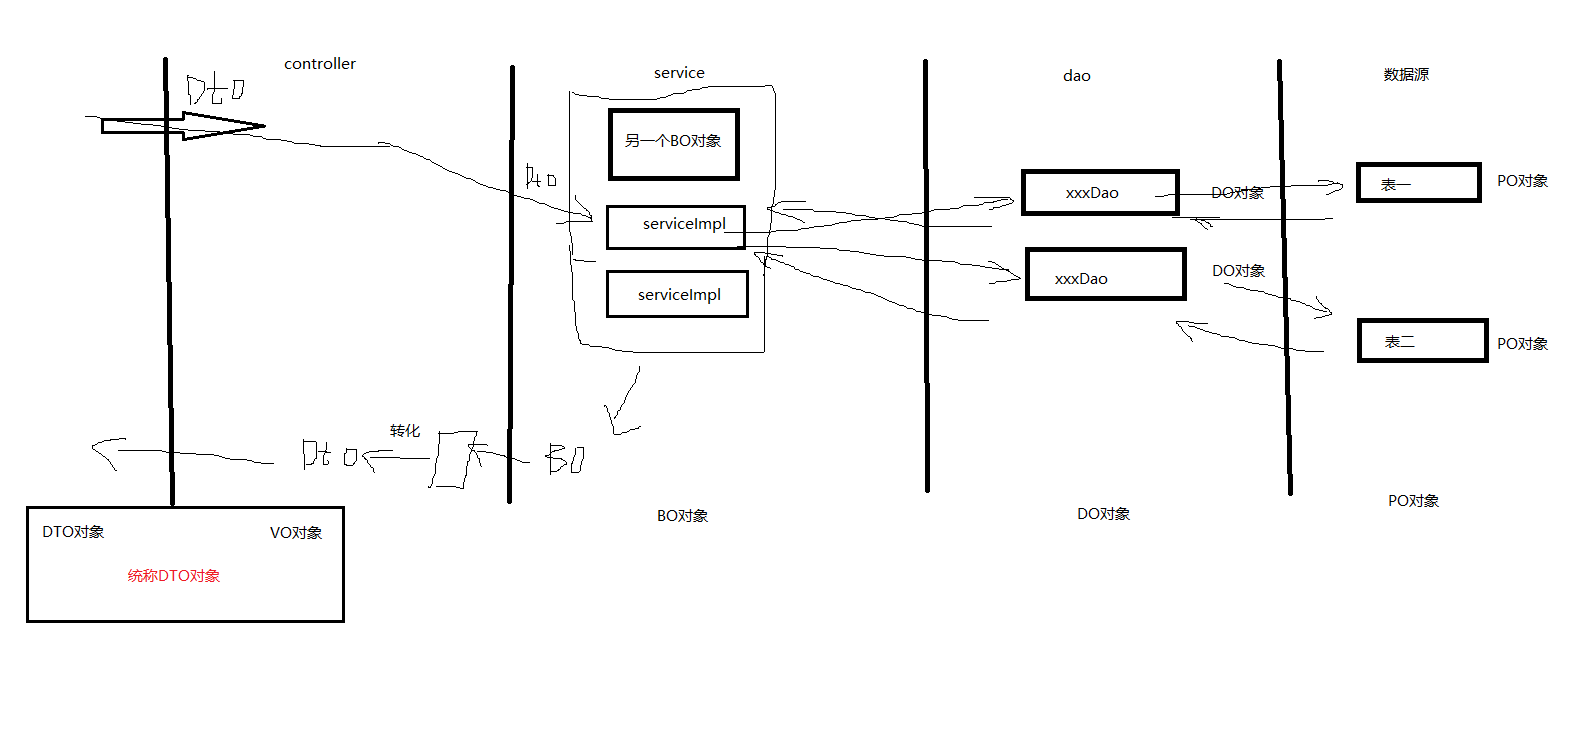 controller
service
dao
数据源
Dto
另一个BO对象
Dto
serviceImpl
serviceImpl
xxxDao
DO对象
xxxDao
DO对象
表一
PO对象
表二
PO对象
转化
Dto
BO
BO对象
DO对象
PO对象
DTO对象
VO对象
统称DTO对象